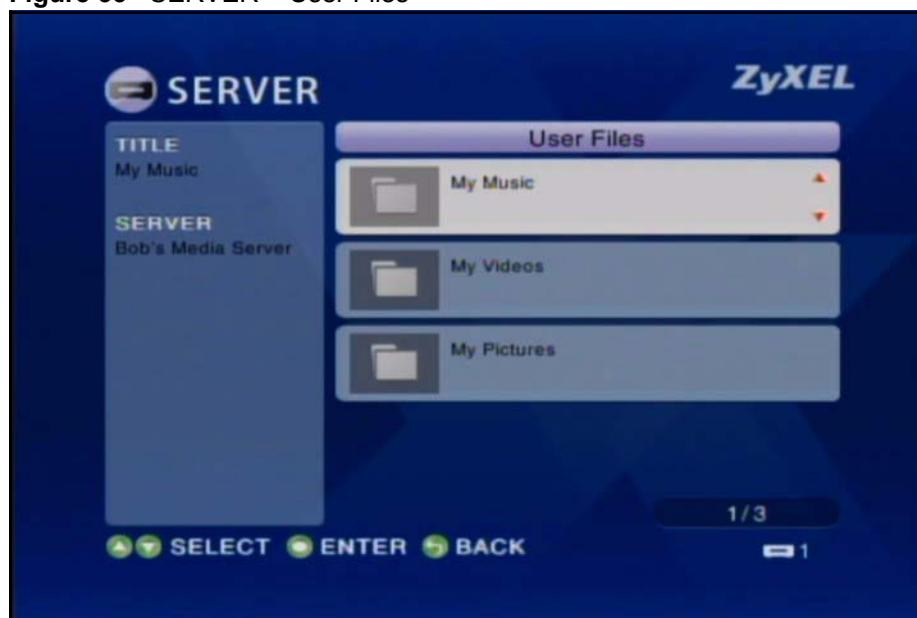 SERVER
ZyXEL
TITLE
My Music
SERVER
Bob's Media Server
User Files
My Music
My Videos
My Pictures
1/3
SELECT ENTER BACK
1